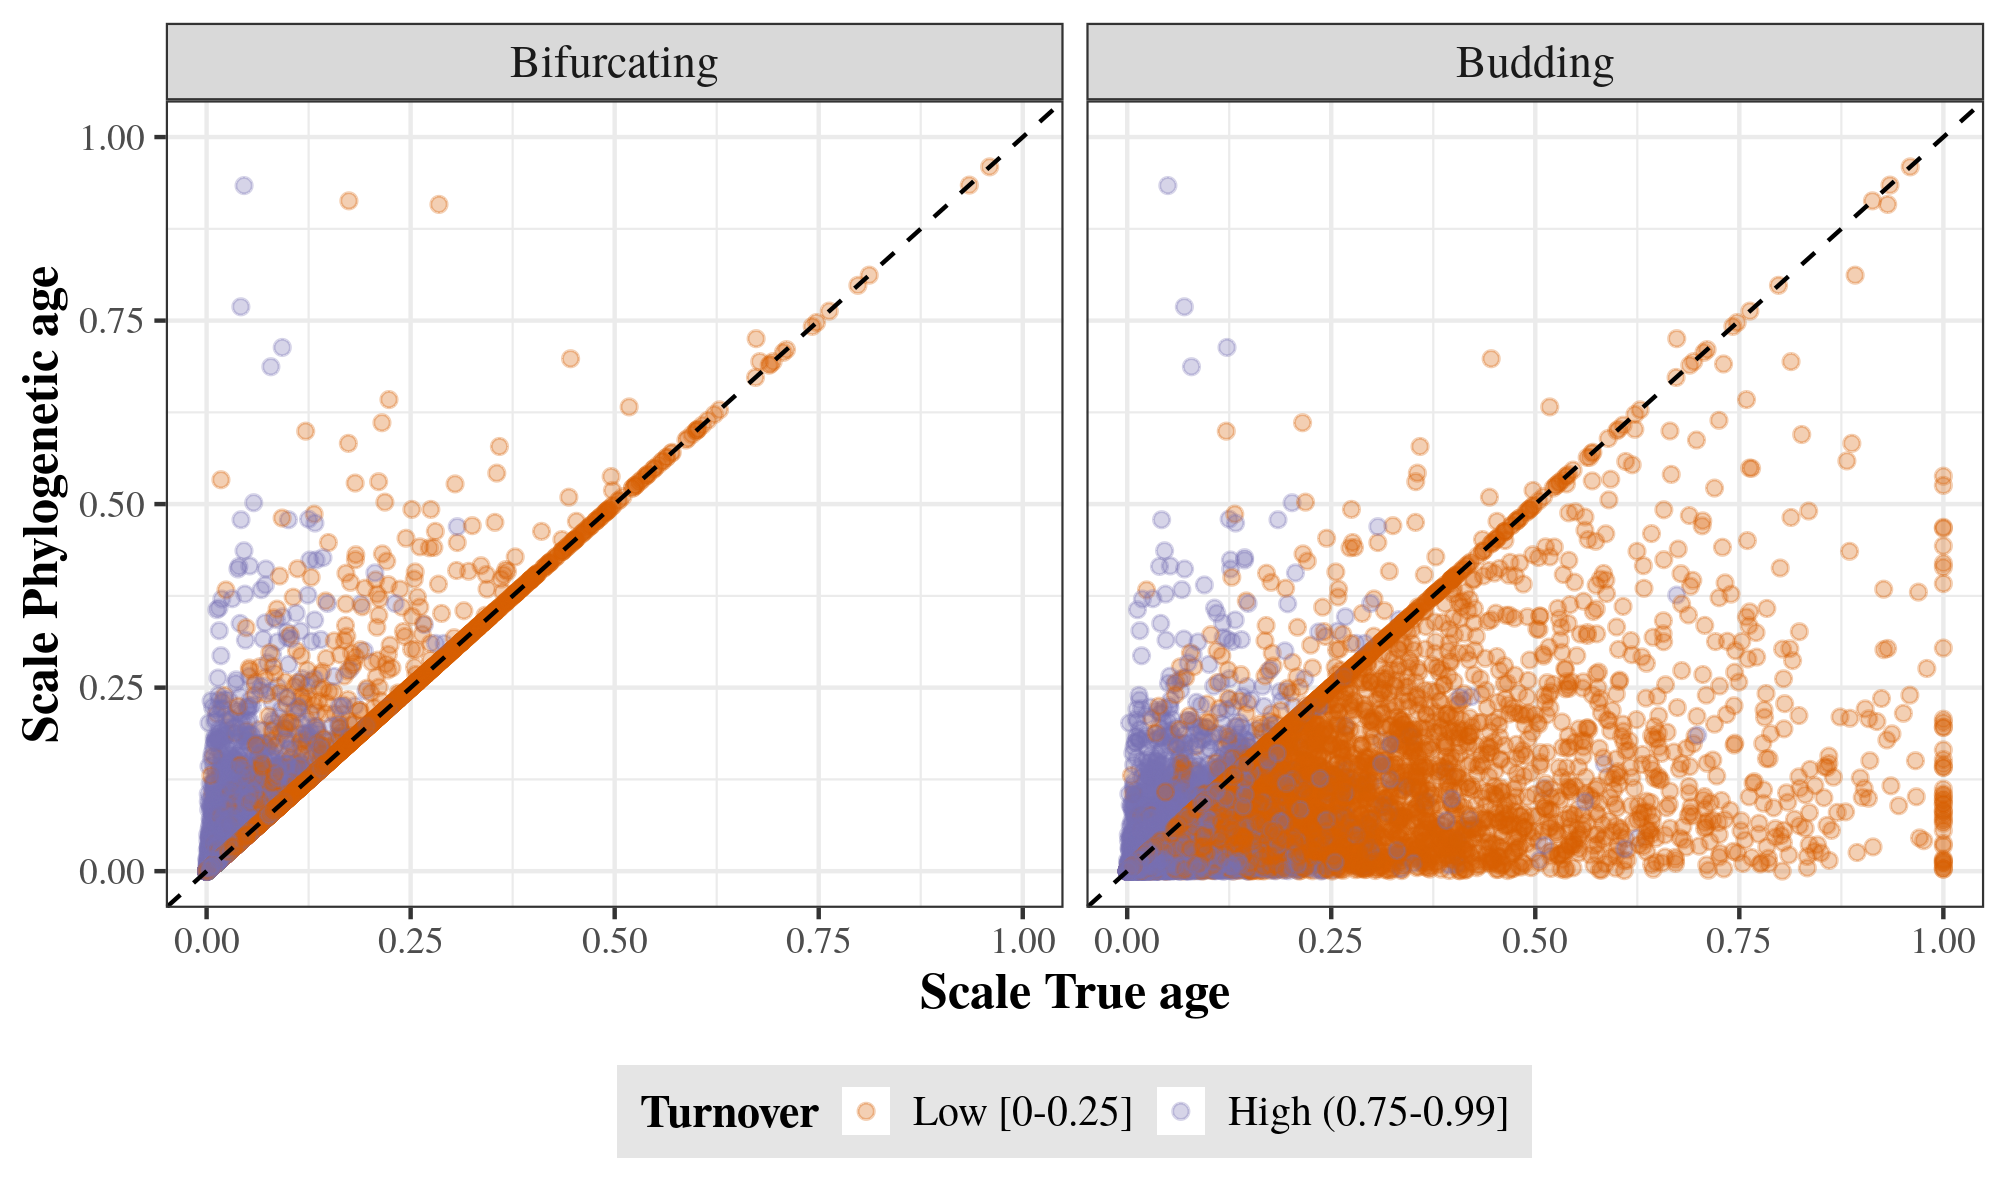 Bifurcating
Budding
Scale Phylogenetic age
1.00
0.75
0.50
0.25
0.00
0.00 0.25 0.50 0.75 1.00
0.00 0.25 0.50 0.75 1.00
Scale True age
Turnover Low [0-0.25] High (0.75-0.99]